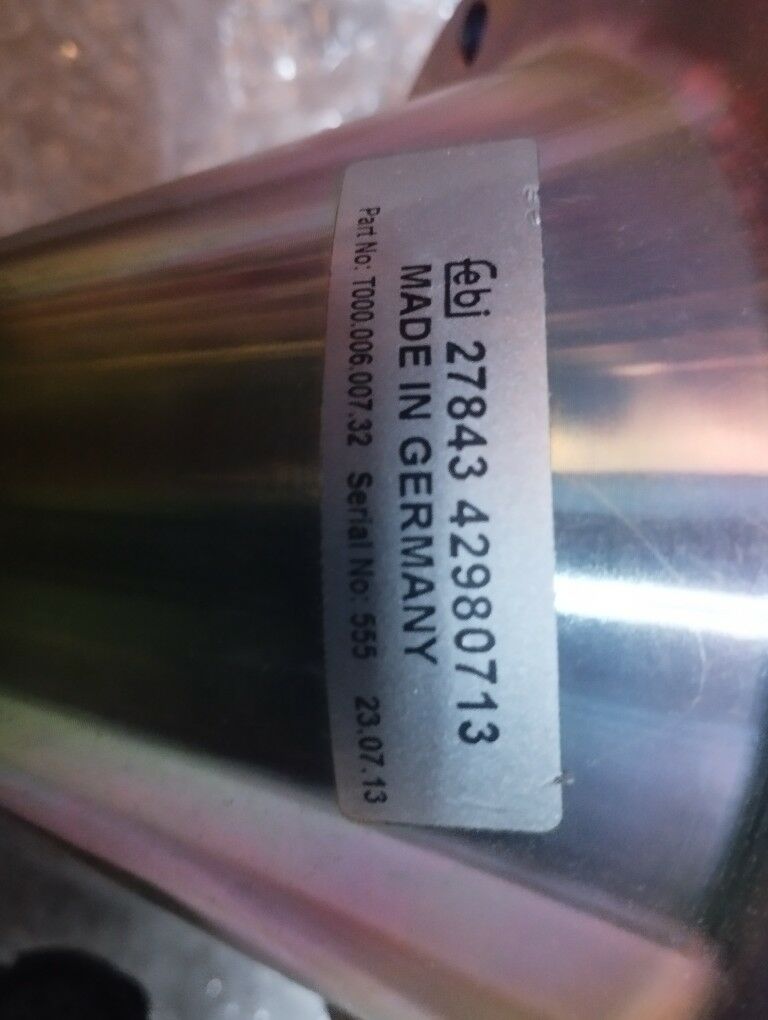 febi 27843 42980713
MADE IN GERMANY
Part No: T000.006.007.32 Serial No: 555 23.07.13